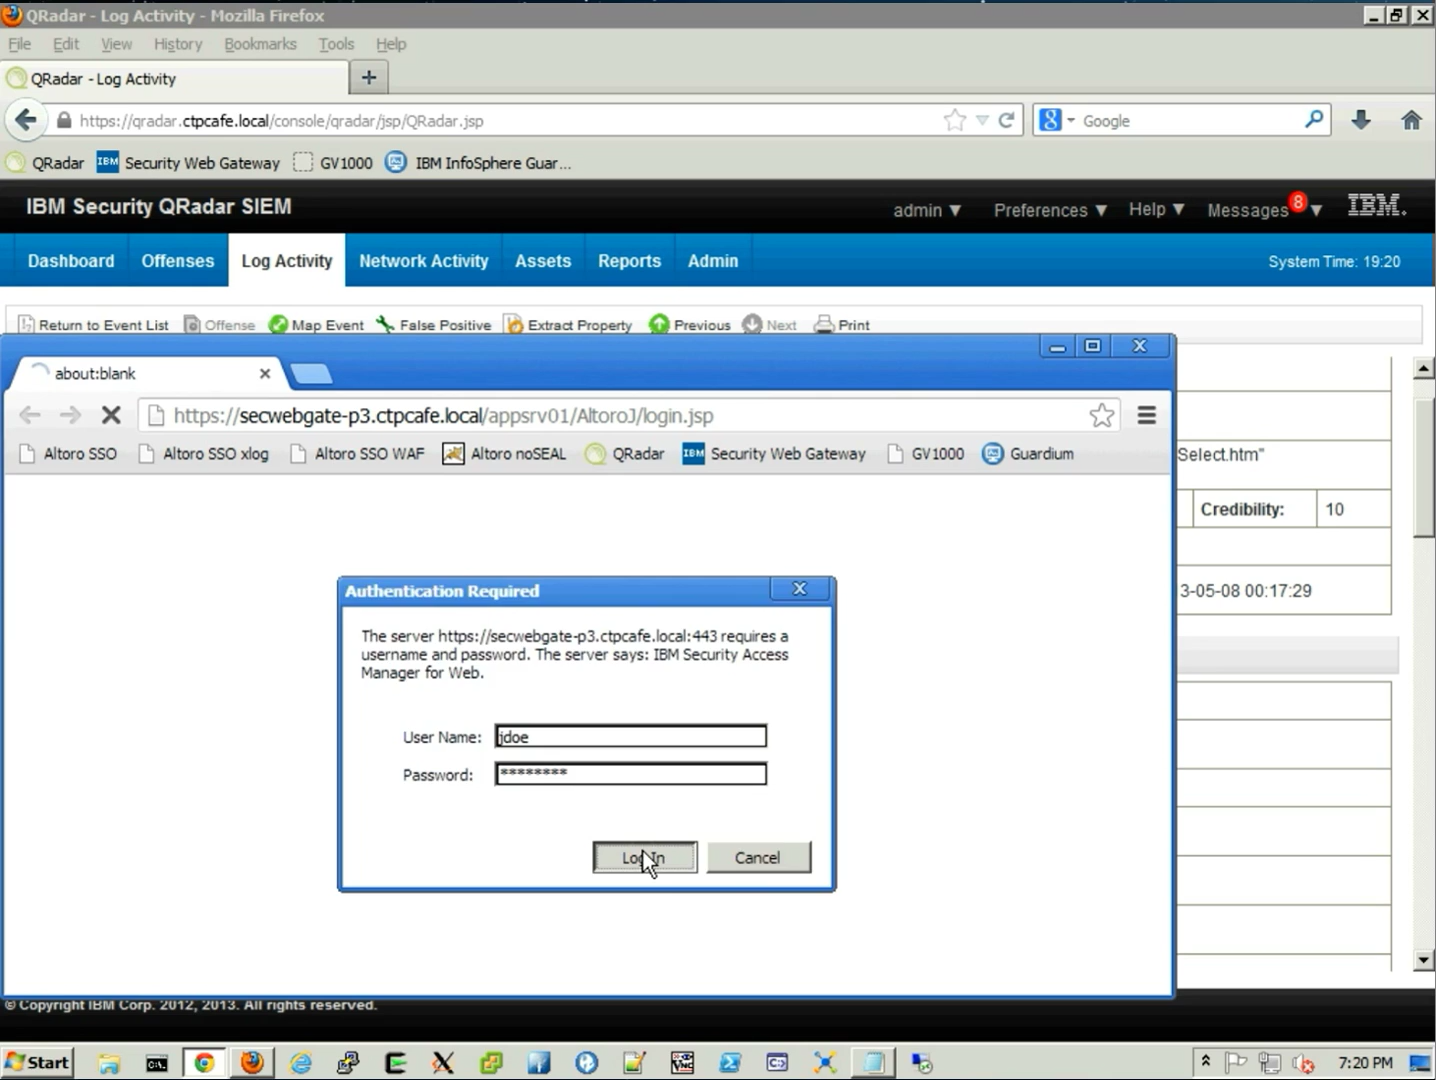 QRadar - Log Activity - Mozilla Firefox
File Edit View History Bookmarks Tools Help
QRadar - Log Activity
https://qradar.ctpcafe.local/console/qradar/jsp/QRadar.jsp
Google
QRadar IBM Security Web Gateway GV1000 IBM InfoSphere Guar...
IBM Security QRadar SIEM
admin Preferences Help Messages 8 IBM.
Dashboard Offenses Log Activity Network Activity Assets Reports Admin System Time: 19:20
Return to Event List Offense Map Event False Positive Extract Property Previous Next Print
about:blank
https://secwebgate-p3.ctpcafe.local/appsrv01/AltoroJ/login.jsp
Altoro SSO Altoro SSO xlog Altoro SSO WAF Altoro noSEAL QRadar IBM Security Web Gateway GV1000 Guardium
Select.htm"
Credibility: 10
3-05-08 00:17:29
Authentication Required
The server https://secwebgate-p3.ctpcafe.local:443 requires a
username and password. The server says: IBM Security Access
Manager for Web.
User Name: jdoe
Password: ********
Log In Cancel
© Copyright IBM Corp. 2012, 2013. All rights reserved.
Start 7:20 PM